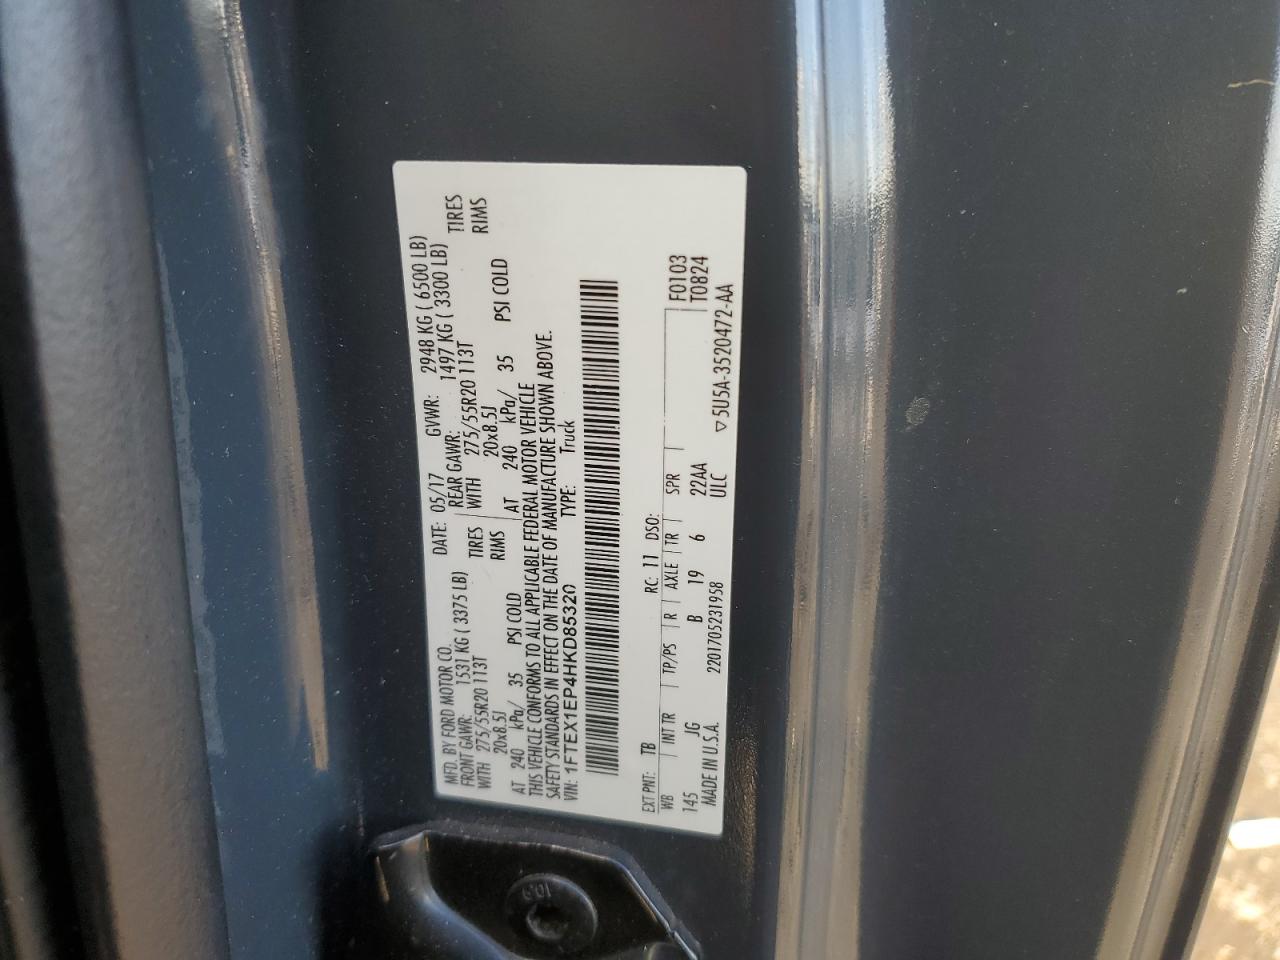 MFD. BY FORD MOTOR CO.
DATE: 05/17 GVWR: 2948 KG ( 6500 LB)
FRONT GAWR: 1531 KG ( 3375 LB)
REAR GAWR: 1497 KG ( 3300 LB)
WITH 275/55R20 113T TIRES
WITH 275/55R20 113T TIRES
20x8.5J RIMS
20x8.5J RIMS
AT 240 kPa/ 35 PSI COLD
AT 240 kPa/ 35 PSI COLD
THIS VEHICLE CONFORMS TO ALL APPLICABLE FEDERAL MOTOR VEHICLE
SAFETY STANDARDS IN EFFECT ON THE DATE OF MANUFACTURE SHOWN ABOVE.
VIN: 1FTEX1EP4HKD85320 TYPE: Truck
EXT PNT: TB RC: 11 DSO: F0103
WB INT TR TP/PS R AXLE TR SPR T0824
145 JG B 19 6 22AA
MADE IN U.S.A. 2201705231958 ULC ▽5U5A-3520472-AA
10.9